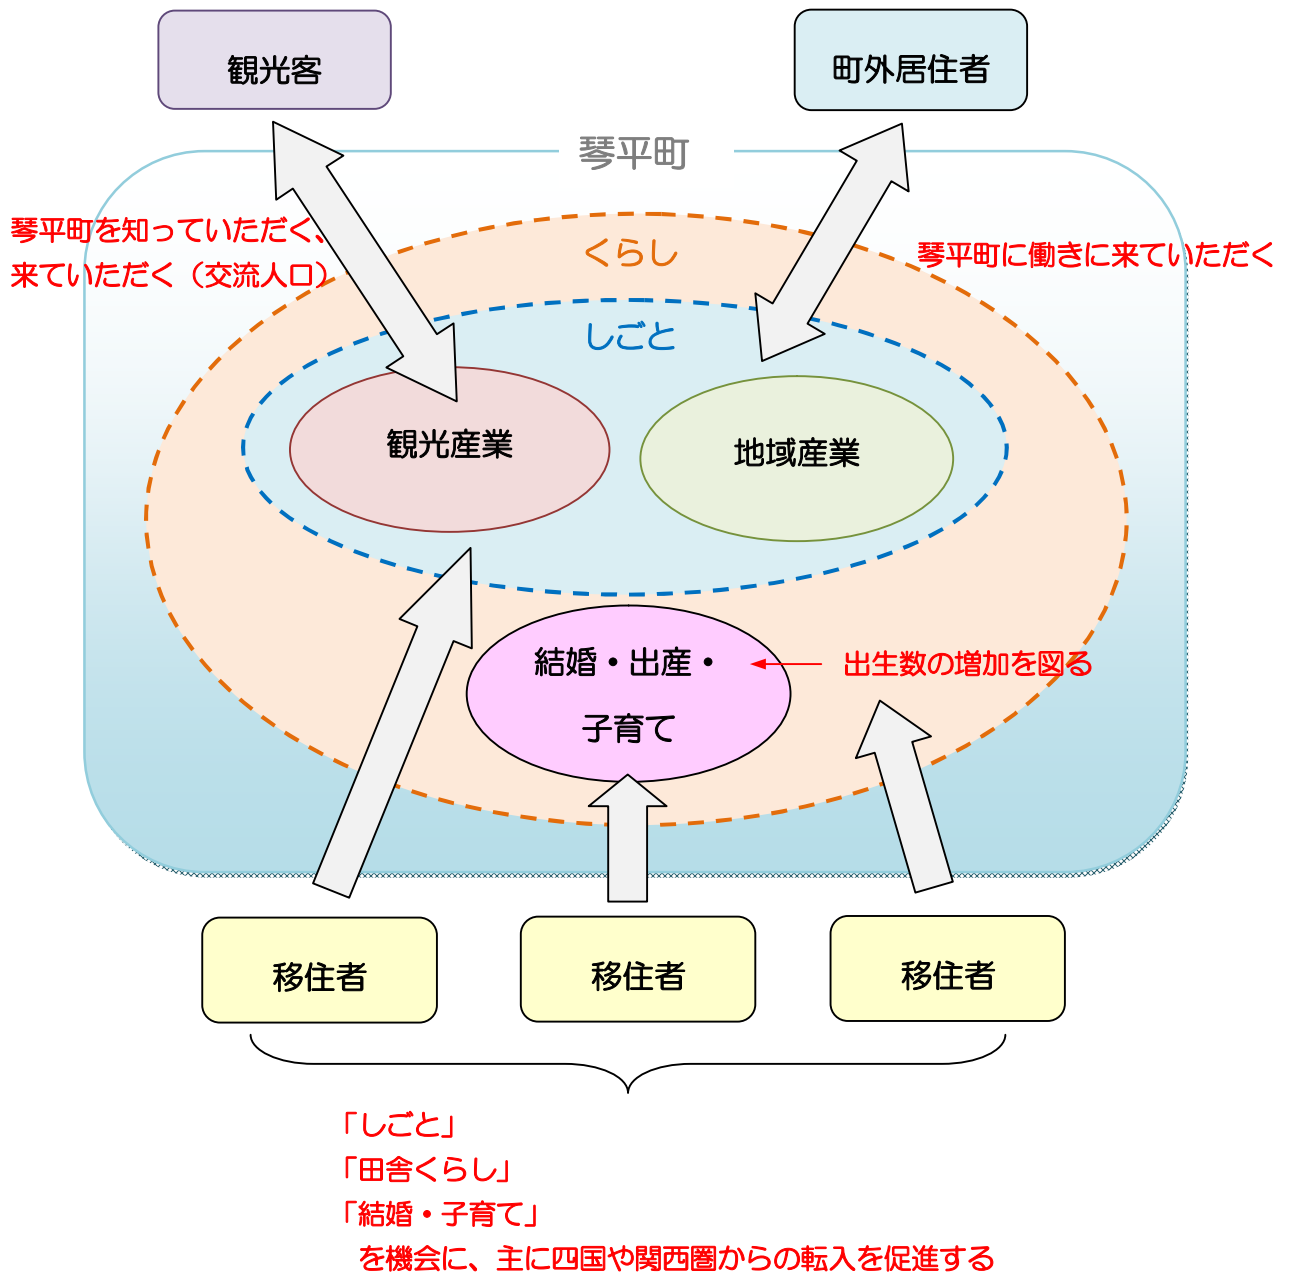 観光客
町外居住者
琴平町
琴平町を知っていただく、
来ていただく（交流人口）
くらし
琴平町に働きに来ていただく
しごと
観光産業
地域産業
結婚・出産・
子育て
出生数の増加を図る
移住者
移住者
移住者
「しごと」
「田舎くらし」
「結婚・子育て」
を機会に、主に四国や関西圏からの転入を促進する